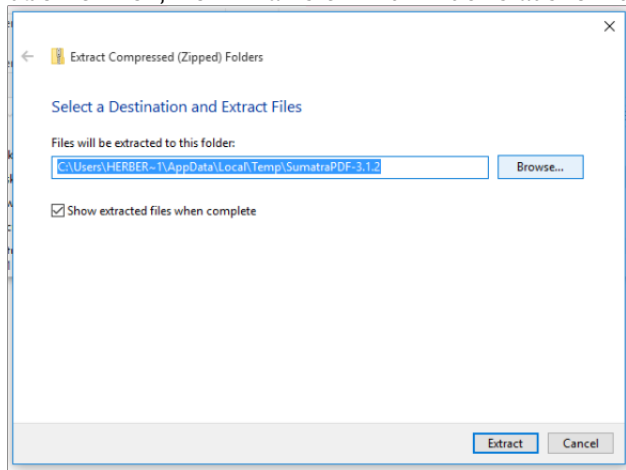 Extract Compressed (Zipped) Folders
Select a Destination and Extract Files
Files will be extracted to this folder:
C:\Users\HERBER~1\AppData\Local\Temp\SumatraPDF-3.1.2
Browse...
Show extracted files when complete
Extract Cancel